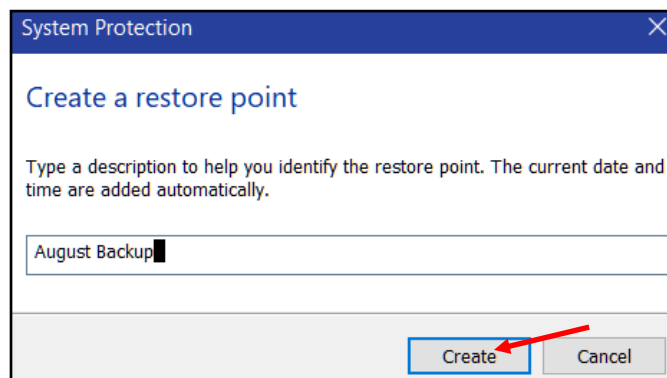 System Protection
Create a restore point
Type a description to help you identify the restore point. The current date and
time are added automatically.
August Backup
Create Cancel